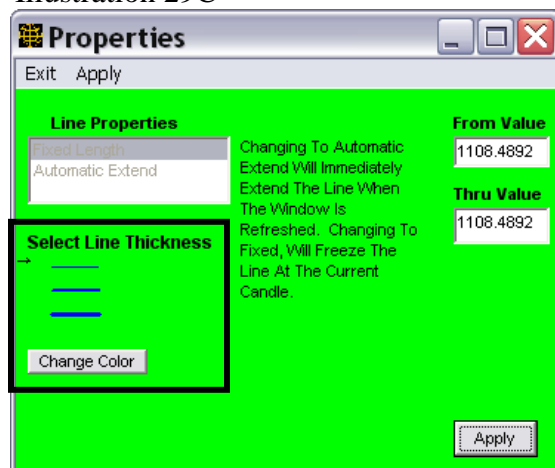 Illustration 29C
Properties
Exit Apply
Line Properties
Fixed Length
Automatic Extend
Changing To Automatic
Extend Will Immediately
Extend The Line When
The Window Is
Refreshed. Changing To
Fixed, Will Freeze The
Line At The Current
Candle.
From Value
1108.4892
Thru Value
1108.4892
Select Line Thickness
→
Change Color
Apply